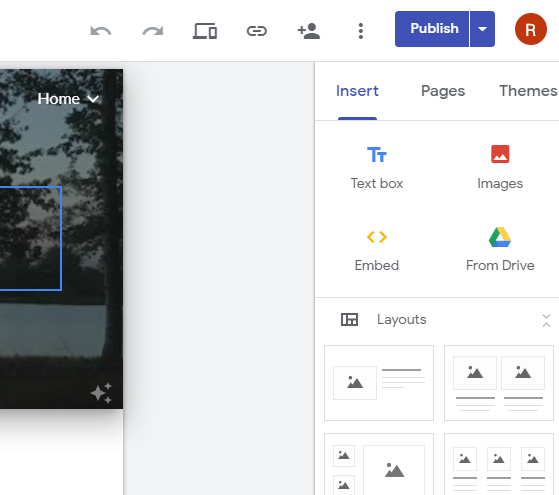 Publish
R
Home
Insert Pages Themes
Text box Images
Embed From Drive
Layouts